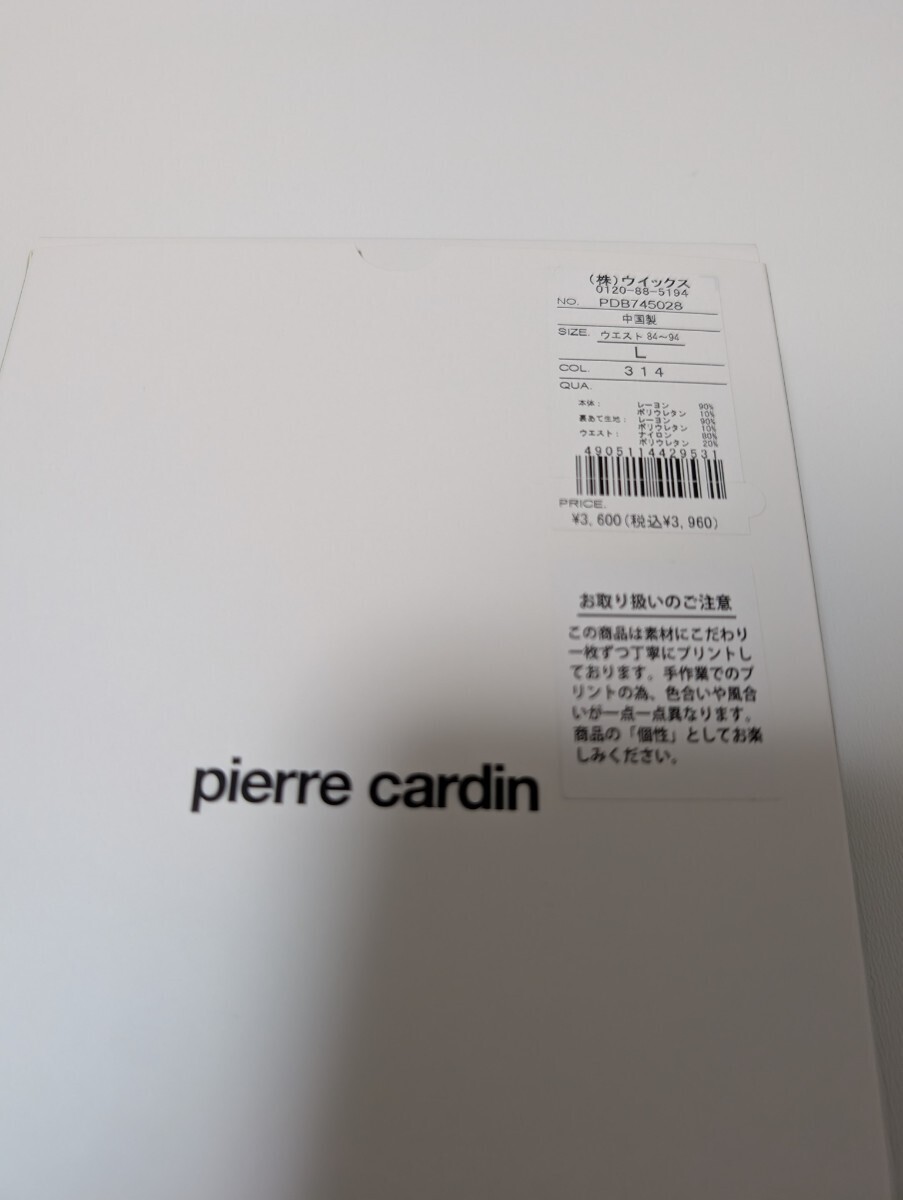 (株)ウイックス
0120-88-5194
NO. PDB745028
中国製
SIZE. ウエスト 84～94
L
COL. 314
QUA.
本体： レーヨン 90%
ポリウレタン 10%
裏あて生地： レーヨン 90%
ポリウレタン 10%
ウエスト： ナイロン 80%
ポリウレタン 20%
4905114429531
PRICE.
¥3,600(税込¥3,960)
お取り扱いのご注意
この商品は素材にこだわり
一枚ずつ丁寧にプリントし
ております。手作業でのプ
リントの為、色合いや風合
いが一点一点異なります。
商品の「個性」としてお楽
しみください。
pierre cardin